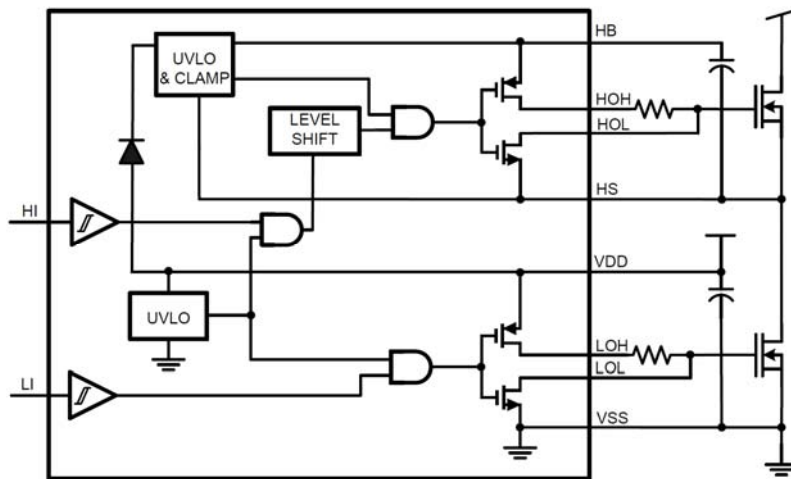 HB
UVLO
& CLAMP
HOH
LEVEL
SHIFT
HOL
HS
HI
VDD
UVLO
LOH
LOL
LI
VSS